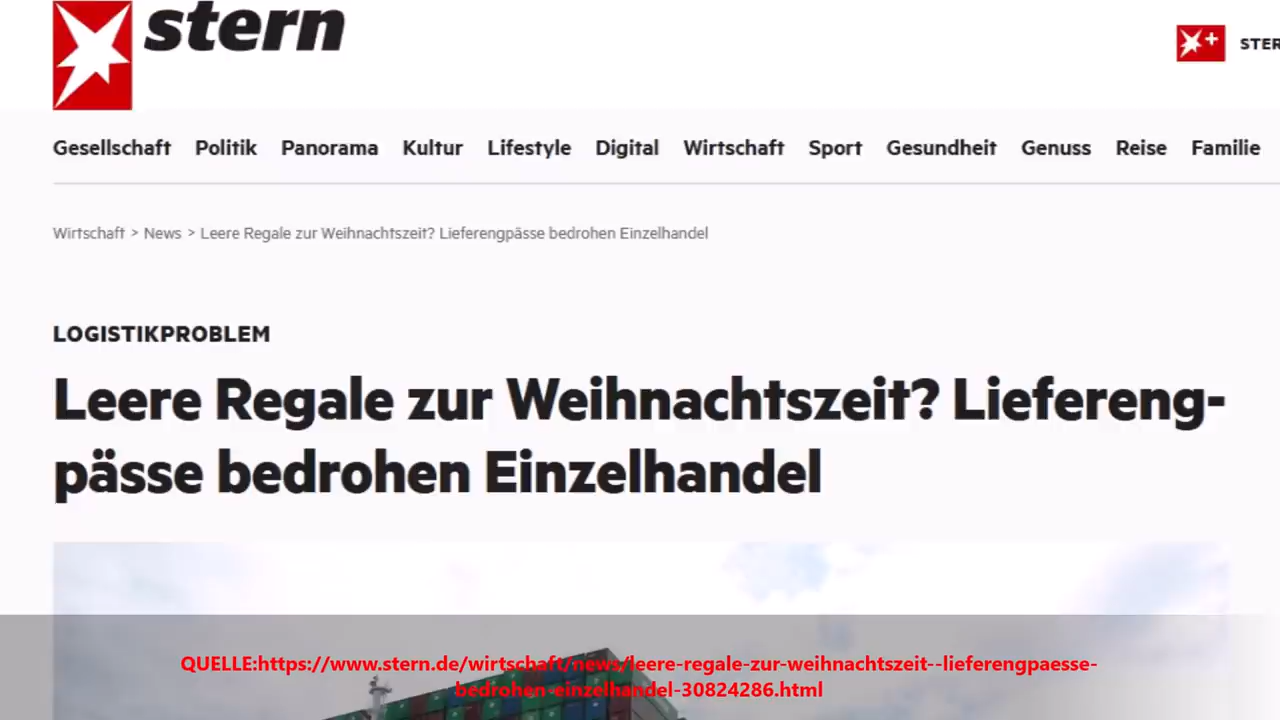 stern
STER
Gesellschaft Politik Panorama Kultur Lifestyle Digital Wirtschaft Sport Gesundheit Genuss Reise Familie
Wirtschaft > News > Leere Regale zur Weihnachtszeit? Lieferengpässe bedrohen Einzelhandel
LOGISTIKPROBLEM
Leere Regale zur Weihnachtszeit? Liefereng-
pässe bedrohen Einzelhandel
QUELLE:https://www.stern.de/wirtschaft/news/leere-regale-zur-weihnachtszeit--lieferengpaesse-
bedrohen-einzelhandel-30824286.html